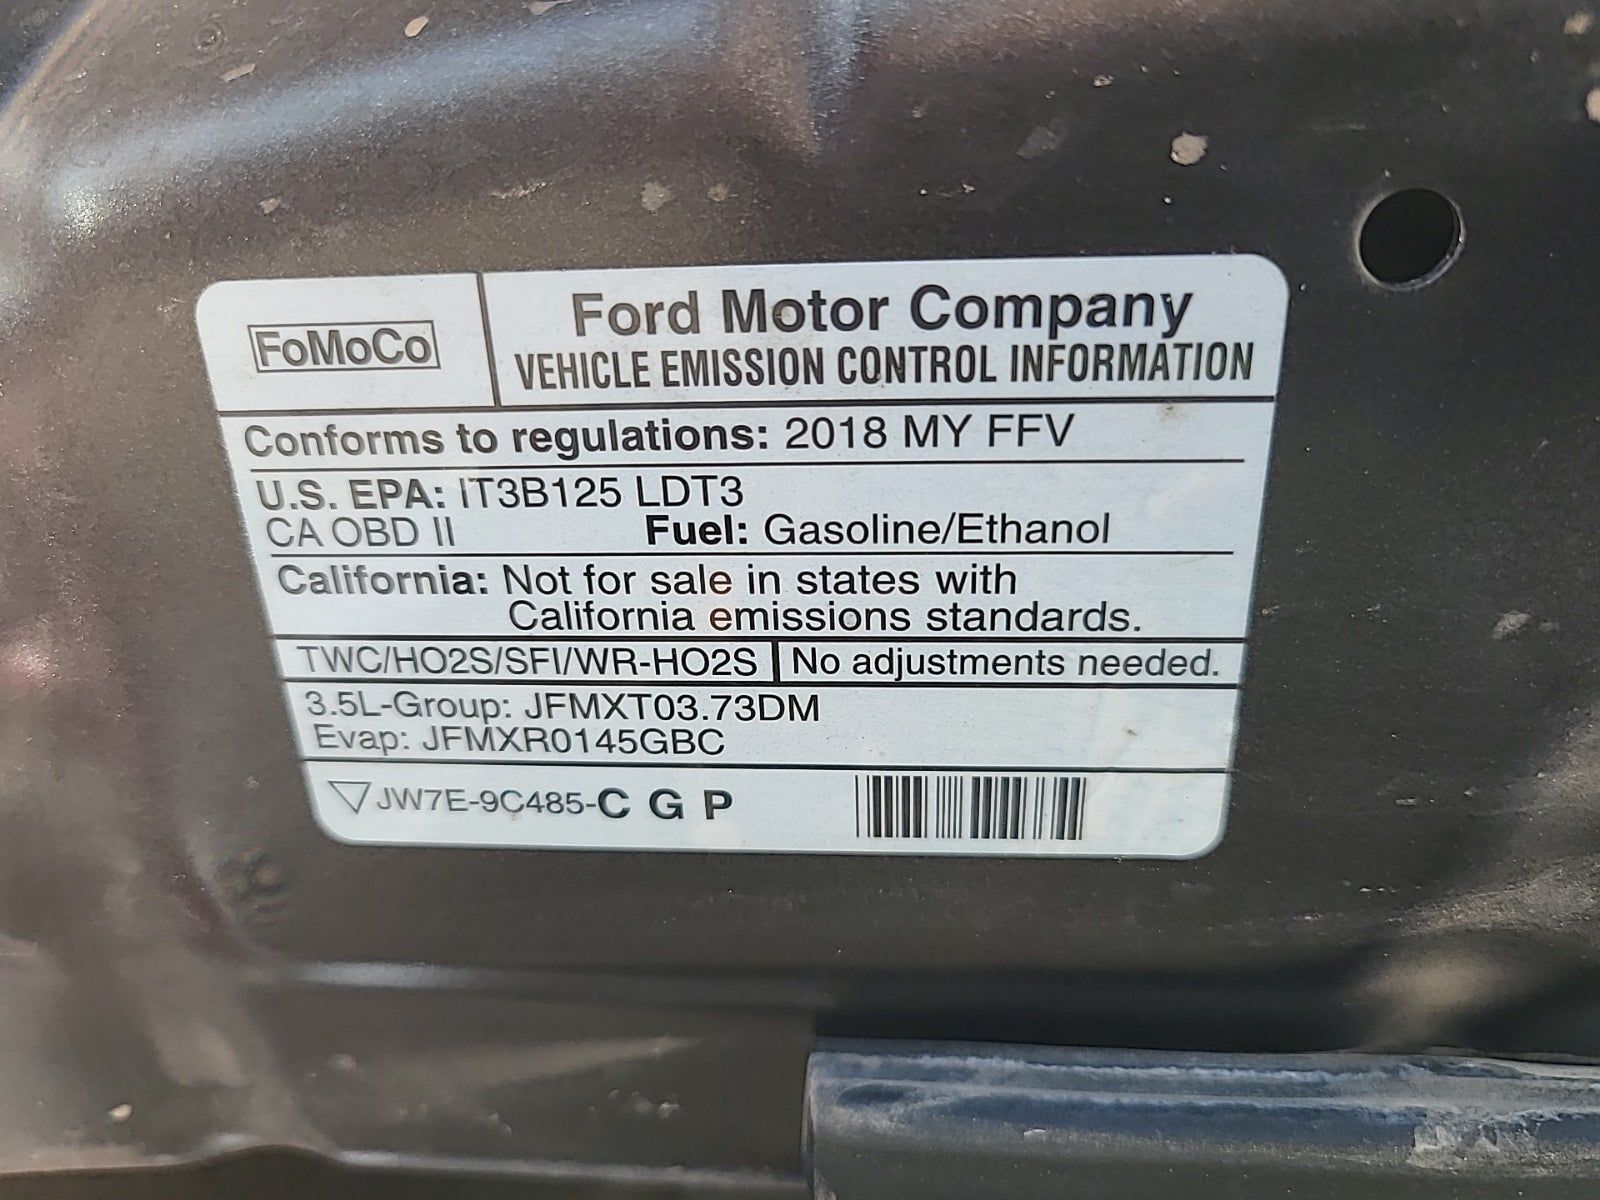 FoMoCo
Ford Motor Company
VEHICLE EMISSION CONTROL INFORMATION
Conforms to regulations: 2018 MY FFV
U.S. EPA: IT3B125 LDT3
CA OBD II Fuel: Gasoline/Ethanol
California: Not for sale in states with
California emissions standards.
TWC/HO2S/SFI/WR-HO2S No adjustments needed.
3.5L-Group: JFMXT03.73DM
Evap: JFMXR0145GBC
JW7E-9C485-C G P